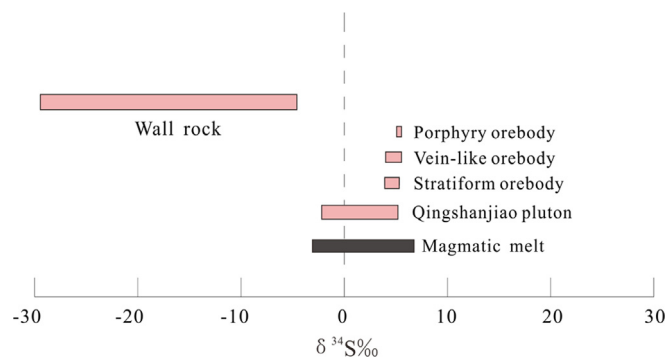 Wall rock
Porphyry orebody
Vein-like orebody
Stratiform orebody
Qingshanjiao pluton
Magmatic melt
-30 -20 -10 0 10 20 30
δ ³⁴S‰